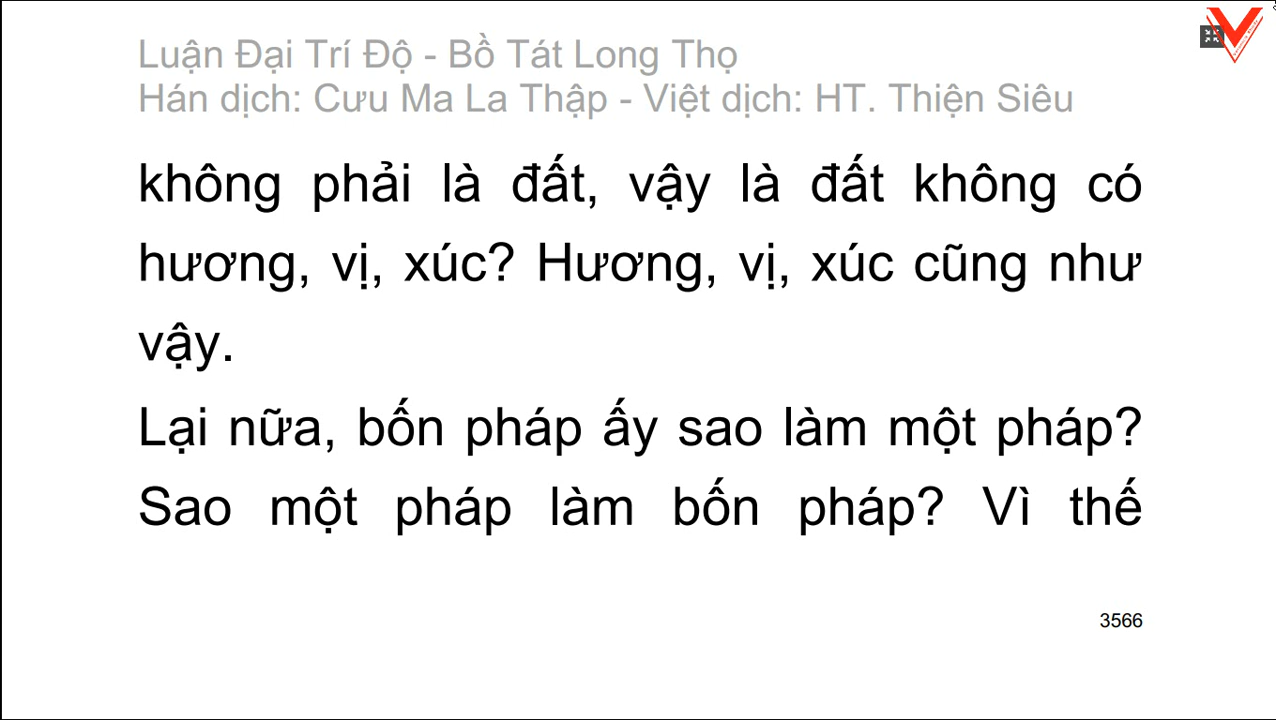 Luận Đại Trí Độ - Bồ Tát Long Thọ
Hán dịch: Cưu Ma La Thập - Việt dịch: HT. Thiện Siêu
không phải là đất, vậy là đất không có
hương, vị, xúc? Hương, vị, xúc cũng như
vậy.
Lại nữa, bốn pháp ấy sao làm một pháp?
Sao một pháp làm bốn pháp? Vì thế
3566